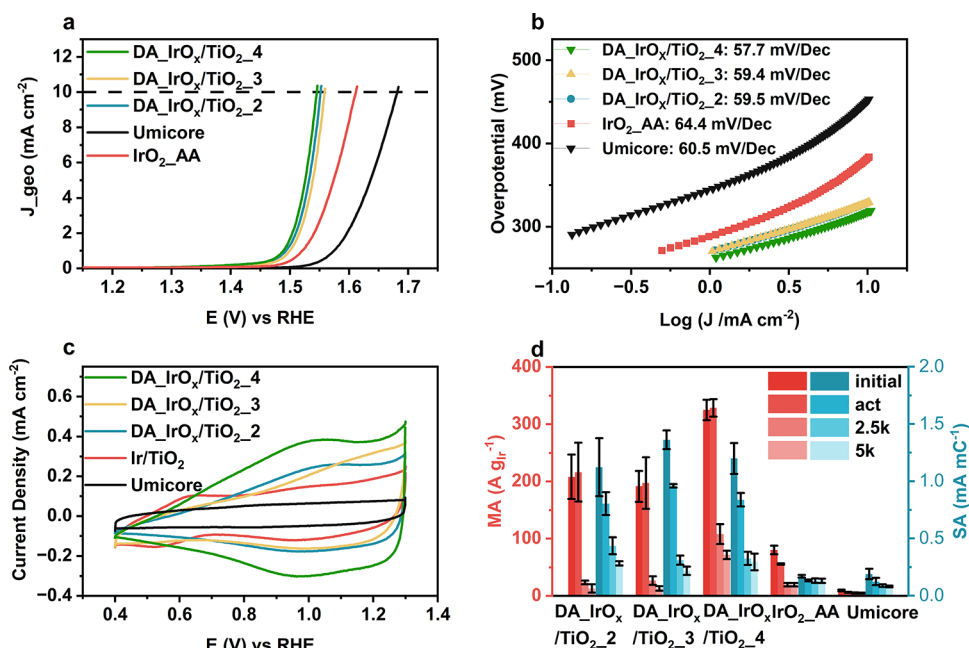 a
DA_IrOₓ/TiO₂_4
DA_IrOₓ/TiO₂_3
DA_IrOₓ/TiO₂_2
Umicore
IrO₂_AA
J_geo (mA cm⁻²)
12
10
8
6
4
2
0
1.2 1.3 1.4 1.5 1.6 1.7
E (V) vs RHE
b
DA_IrOₓ/TiO₂_4: 57.7 mV/Dec
DA_IrOₓ/TiO₂_3: 59.4 mV/Dec
DA_IrOₓ/TiO₂_2: 59.5 mV/Dec
IrO₂_AA: 64.4 mV/Dec
Umicore: 60.5 mV/Dec
Overpotential (mV)
500
400
300
−1.0 −0.5 0.0 0.5 1.0
Log (J /mA cm⁻²)
c
DA_IrOₓ/TiO₂_4
DA_IrOₓ/TiO₂_3
DA_IrOₓ/TiO₂_2
Ir/TiO₂
Umicore
Current Density (mA cm⁻²)
0.6
0.4
0.2
0.0
−0.2
−0.4
0.4 0.6 0.8 1.0 1.2 1.4
E (V) vs RHE
d
initial
act
2.5k
5k
MA (A g_Ir⁻¹)
400
300
200
100
0
2.0
1.5
1.0
0.5
0.0
SA (mA mC⁻¹)
DA_IrOₓ DA_IrOₓ DA_IrOₓ IrO₂_AA Umicore
/TiO₂_2 /TiO₂_3 /TiO₂_4